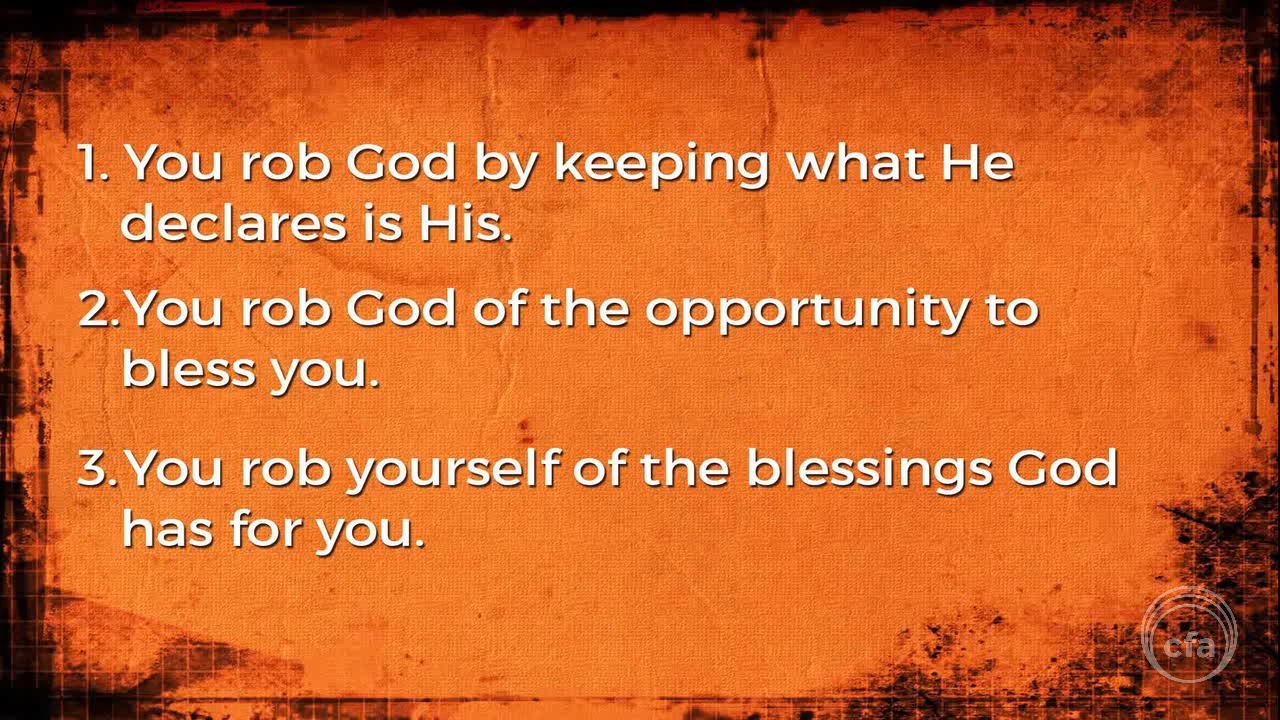 1. You rob God by keeping what He
declares is His.
2. You rob God of the opportunity to
bless you.
3. You rob yourself of the blessings God
has for you.
cfa